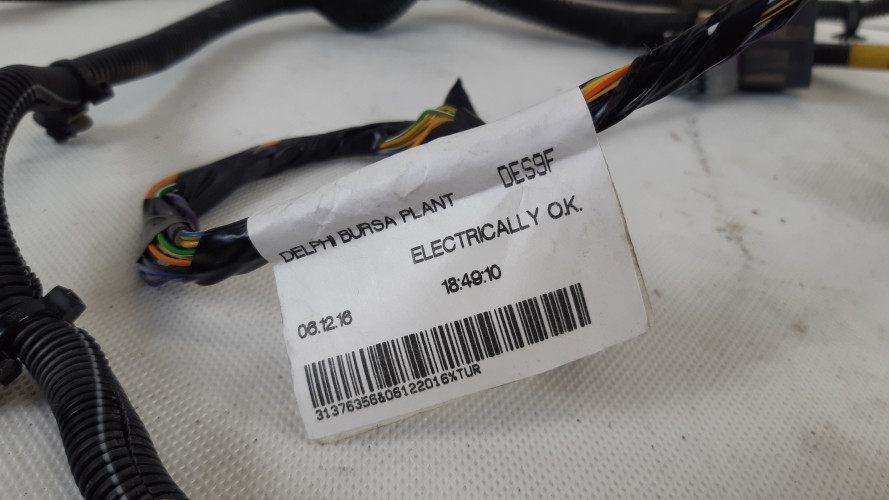 DELPHI BURSA PLANT DES9F
ELECTRICALLY O.K.
06.12.16 18:49:10
31376356&06122016%TUR